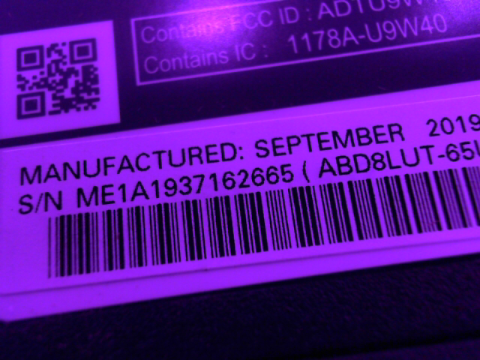 Contains FCC ID : ADTU9W
Contains IC : 1178A-U9W40
MANUFACTURED: SEPTEMBER 2019
S/N ME1A1937162665 ( ABD8LUT-65